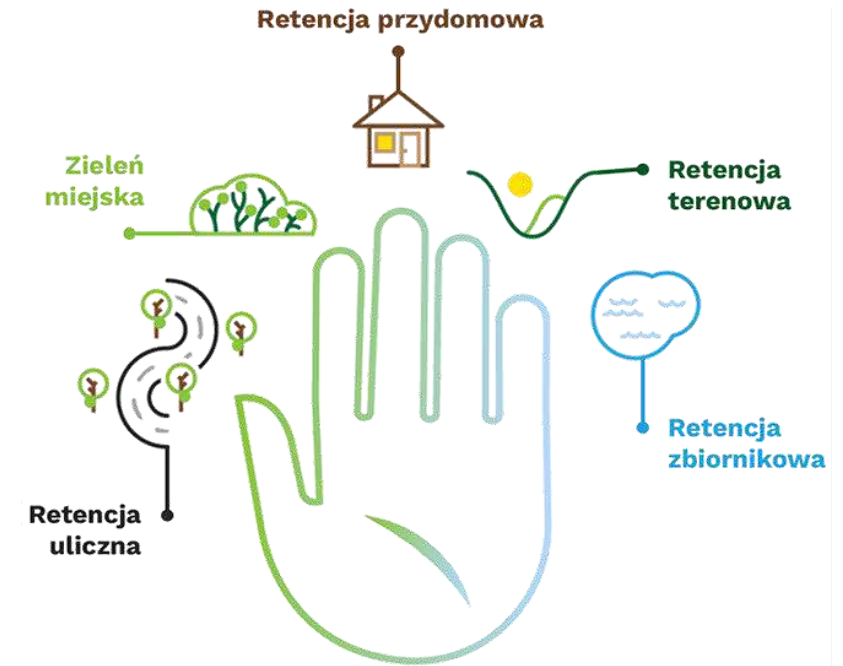 Retencja przydomowa
Zieleń
miejska
Retencja
terenowa
Retencja
zbiornikowa
Retencja
uliczna